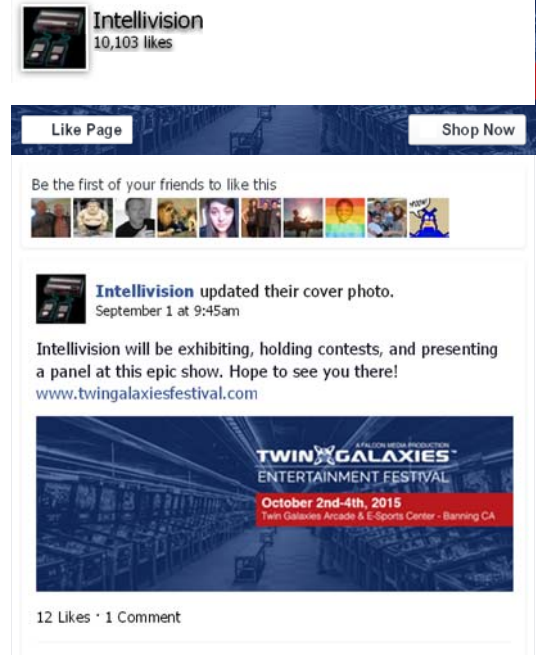 Intellivision
10,103 likes
Like Page
Shop Now
Be the first of your friends to like this
Intellivision updated their cover photo.
September 1 at 9:45am
Intellivision will be exhibiting, holding contests, and presenting
a panel at this epic show. Hope to see you there!
www.twingalaxiesfestival.com
A FALCON MEDIA PRODUCTION
TWIN GALAXIES
ENTERTAINMENT FESTIVAL
October 2nd-4th, 2015
Twin Galaxies Arcade & E-Sports Center - Banning CA
12 Likes · 1 Comment